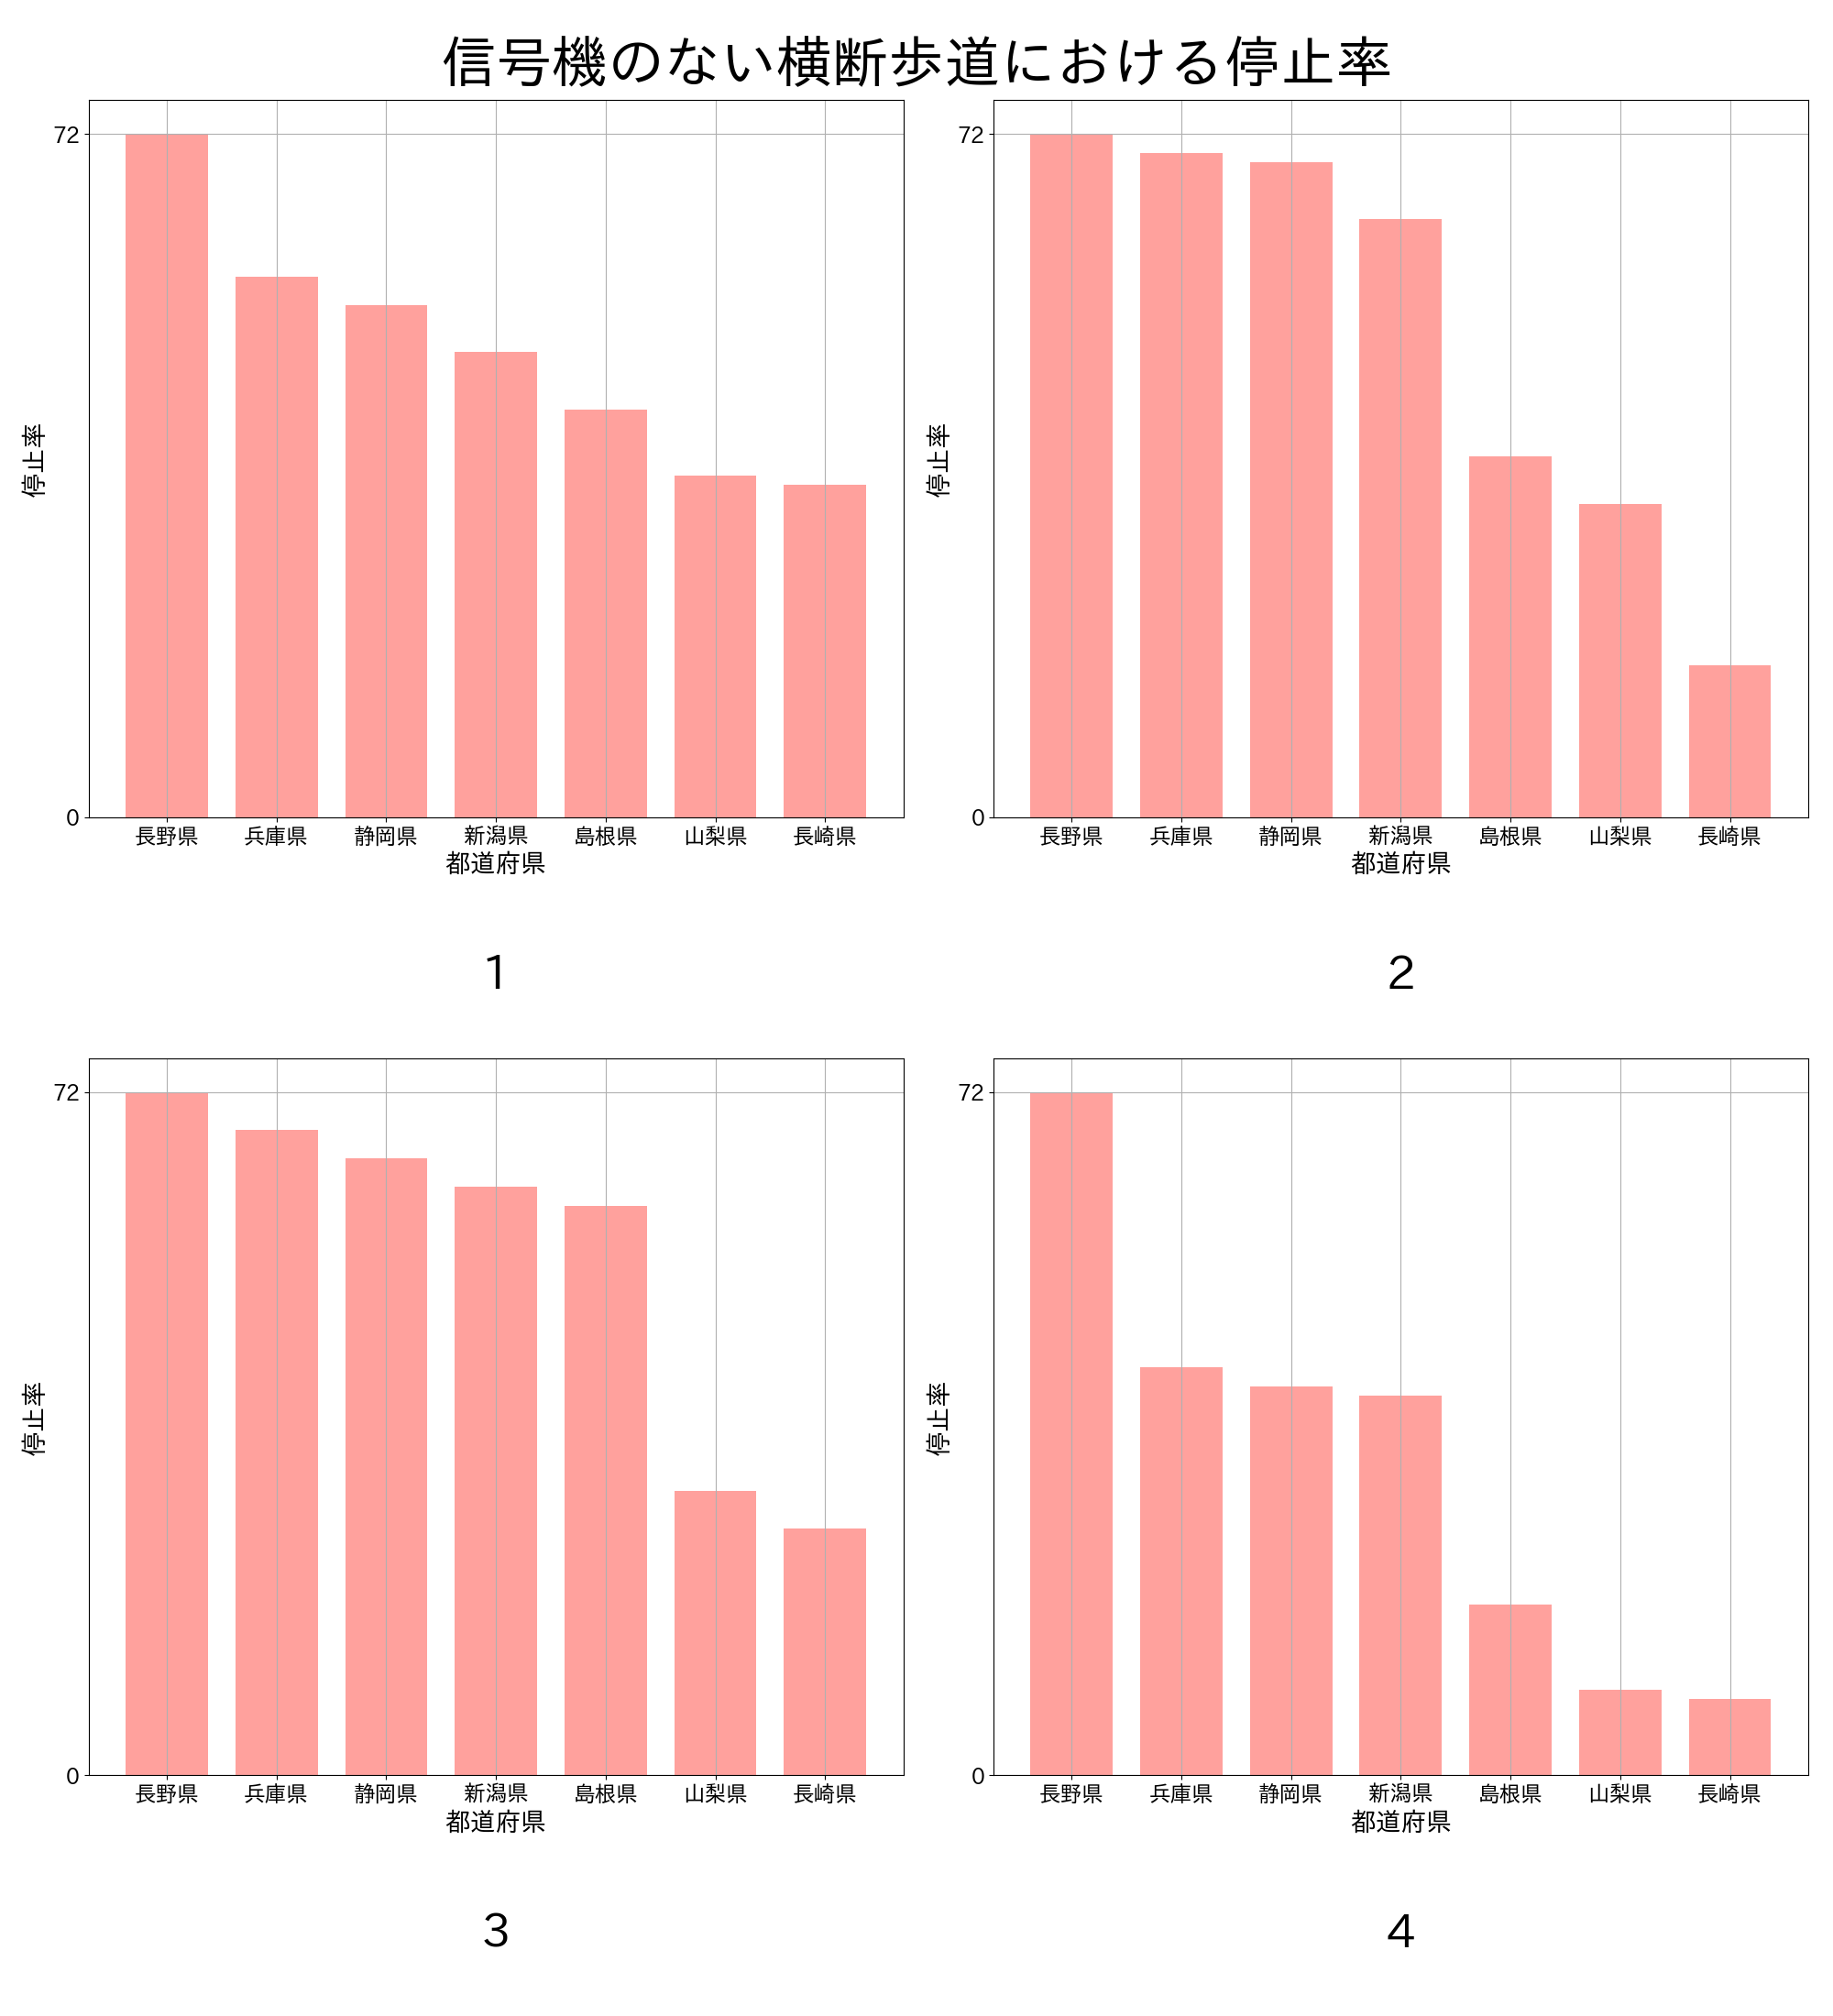 信号機のない横断歩道における停止率
72
停止率
0
長野県 兵庫県 静岡県 新潟県 島根県 山梨県 長崎県
都道府県
1
72
停止率
0
長野県 兵庫県 静岡県 新潟県 島根県 山梨県 長崎県
都道府県
2
72
停止率
0
長野県 兵庫県 静岡県 新潟県 島根県 山梨県 長崎県
都道府県
3
72
停止率
0
長野県 兵庫県 静岡県 新潟県 島根県 山梨県 長崎県
都道府県
4